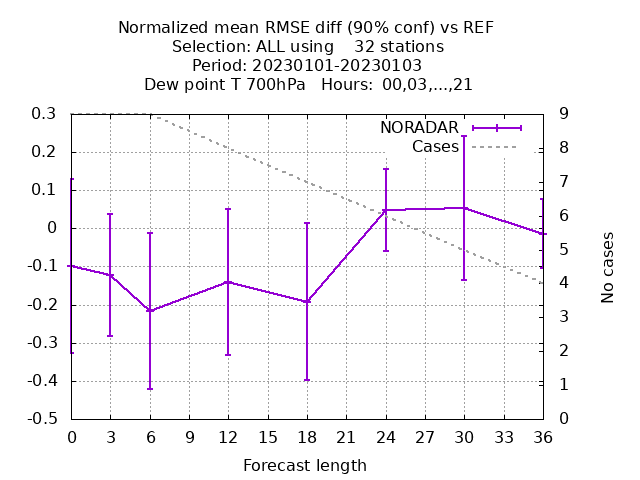 Normalized mean RMSE diff (90% conf) vs REF
Selection: ALL using    32 stations
Period: 20230101-20230103
Dew point T 700hPa   Hours:  00,03,...,21
NORADAR
Cases
0.3
0.2
0.1
0
-0.1
-0.2
-0.3
-0.4
-0.5
9
8
7
6
5
4
3
2
1
0
No cases
0 3 6 9 12 15 18 21 24 27 30 33 36
Forecast length